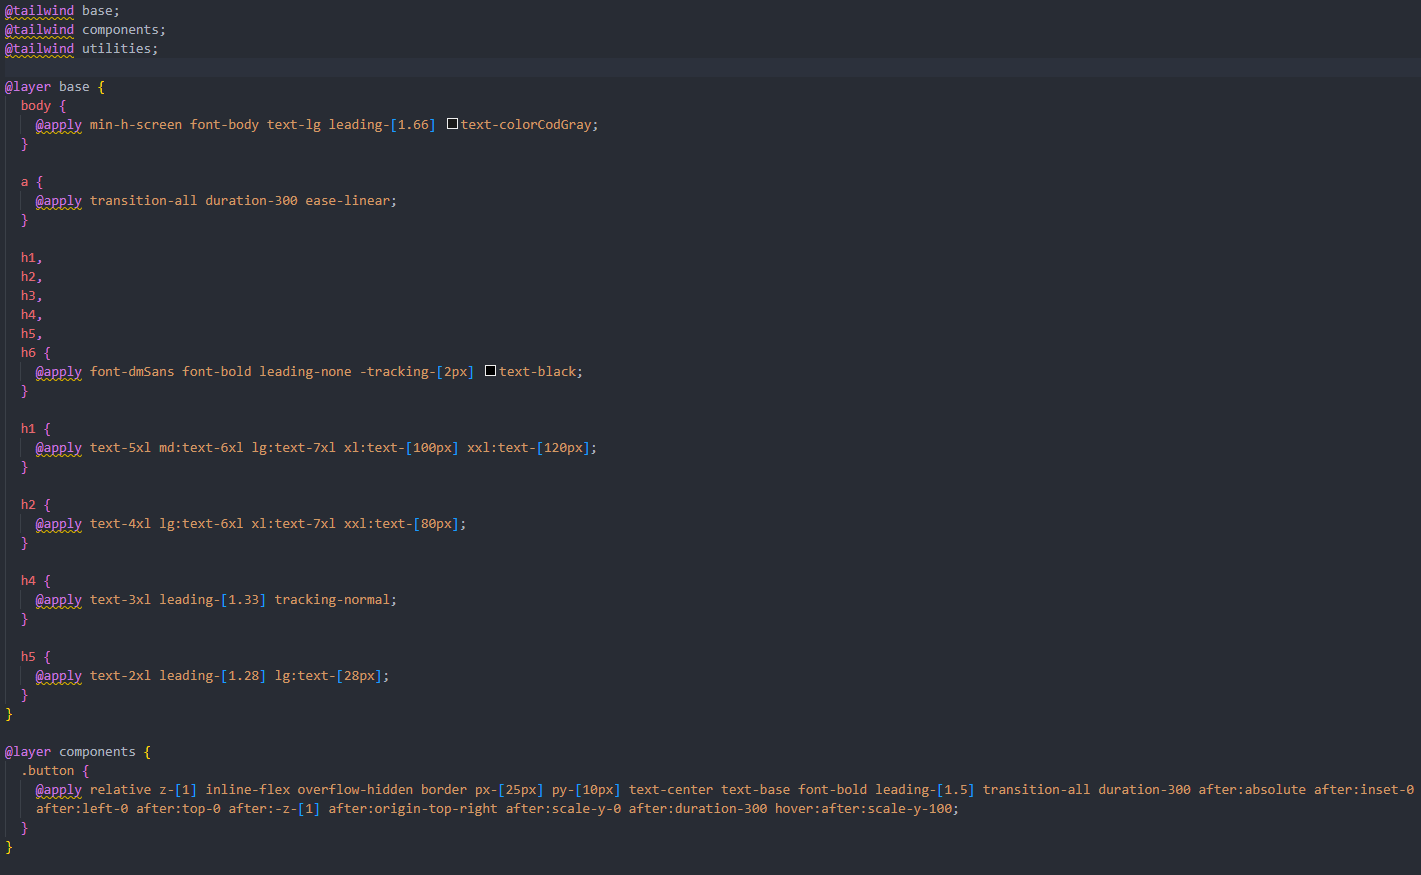 @tailwind base;
@tailwind components;
@tailwind utilities;
@layer base {
body {
@apply min-h-screen font-body text-lg leading-[1.66] text-colorCodGray;
}
a {
@apply transition-all duration-300 ease-linear;
}
h1,
h2,
h3,
h4,
h5,
h6 {
@apply font-dmSans font-bold leading-none -tracking-[2px] text-black;
}
h1 {
@apply text-5xl md:text-6xl lg:text-7xl xl:text-[100px] xxl:text-[120px];
}
h2 {
@apply text-4xl lg:text-6xl xl:text-7xl xxl:text-[80px];
}
h4 {
@apply text-3xl leading-[1.33] tracking-normal;
}
h5 {
@apply text-2xl leading-[1.28] lg:text-[28px];
}
}
@layer components {
.button {
@apply relative z-[1] inline-flex overflow-hidden border px-[25px] py-[10px] text-center text-base font-bold leading-[1.5] transition-all duration-300 after:absolute after:inset-0
after:left-0 after:top-0 after:-z-[1] after:origin-top-right after:scale-y-0 after:duration-300 hover:after:scale-y-100;
}
}